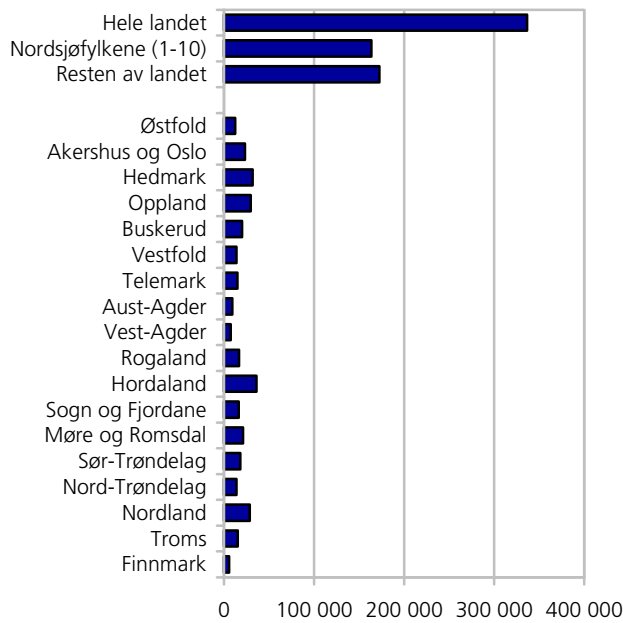 Hele landet
Nordsjøfylkene (1-10)
Resten av landet
Østfold
Akershus og Oslo
Hedmark
Oppland
Buskerud
Vestfold
Telemark
Aust-Agder
Vest-Agder
Rogaland
Hordaland
Sogn og Fjordane
Møre og Romsdal
Sør-Trøndelag
Nord-Trøndelag
Nordland
Troms
Finnmark
0 100 000 200 000 300 000 400 000